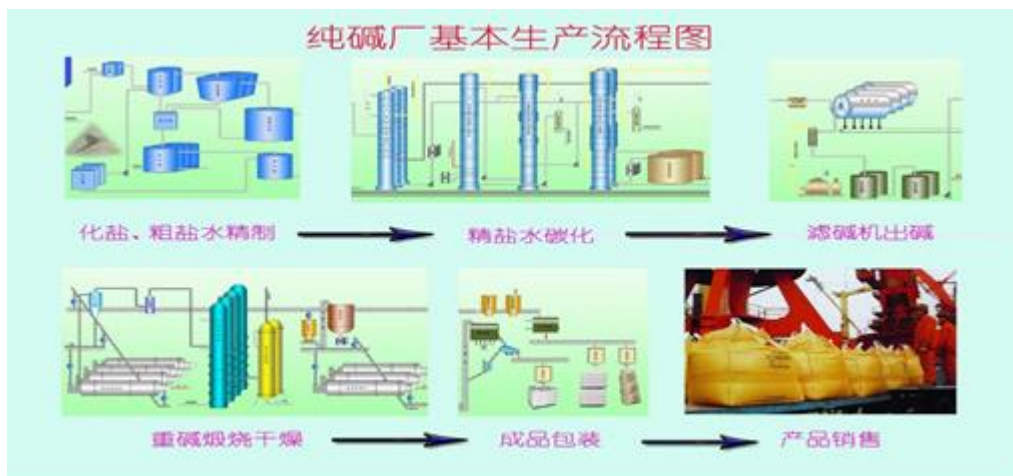 纯碱厂基本生产流程图
化盐、粗盐水精制
精盐水碳化
滤碱机出碱
重碱煅烧干燥
成品包装
产品销售